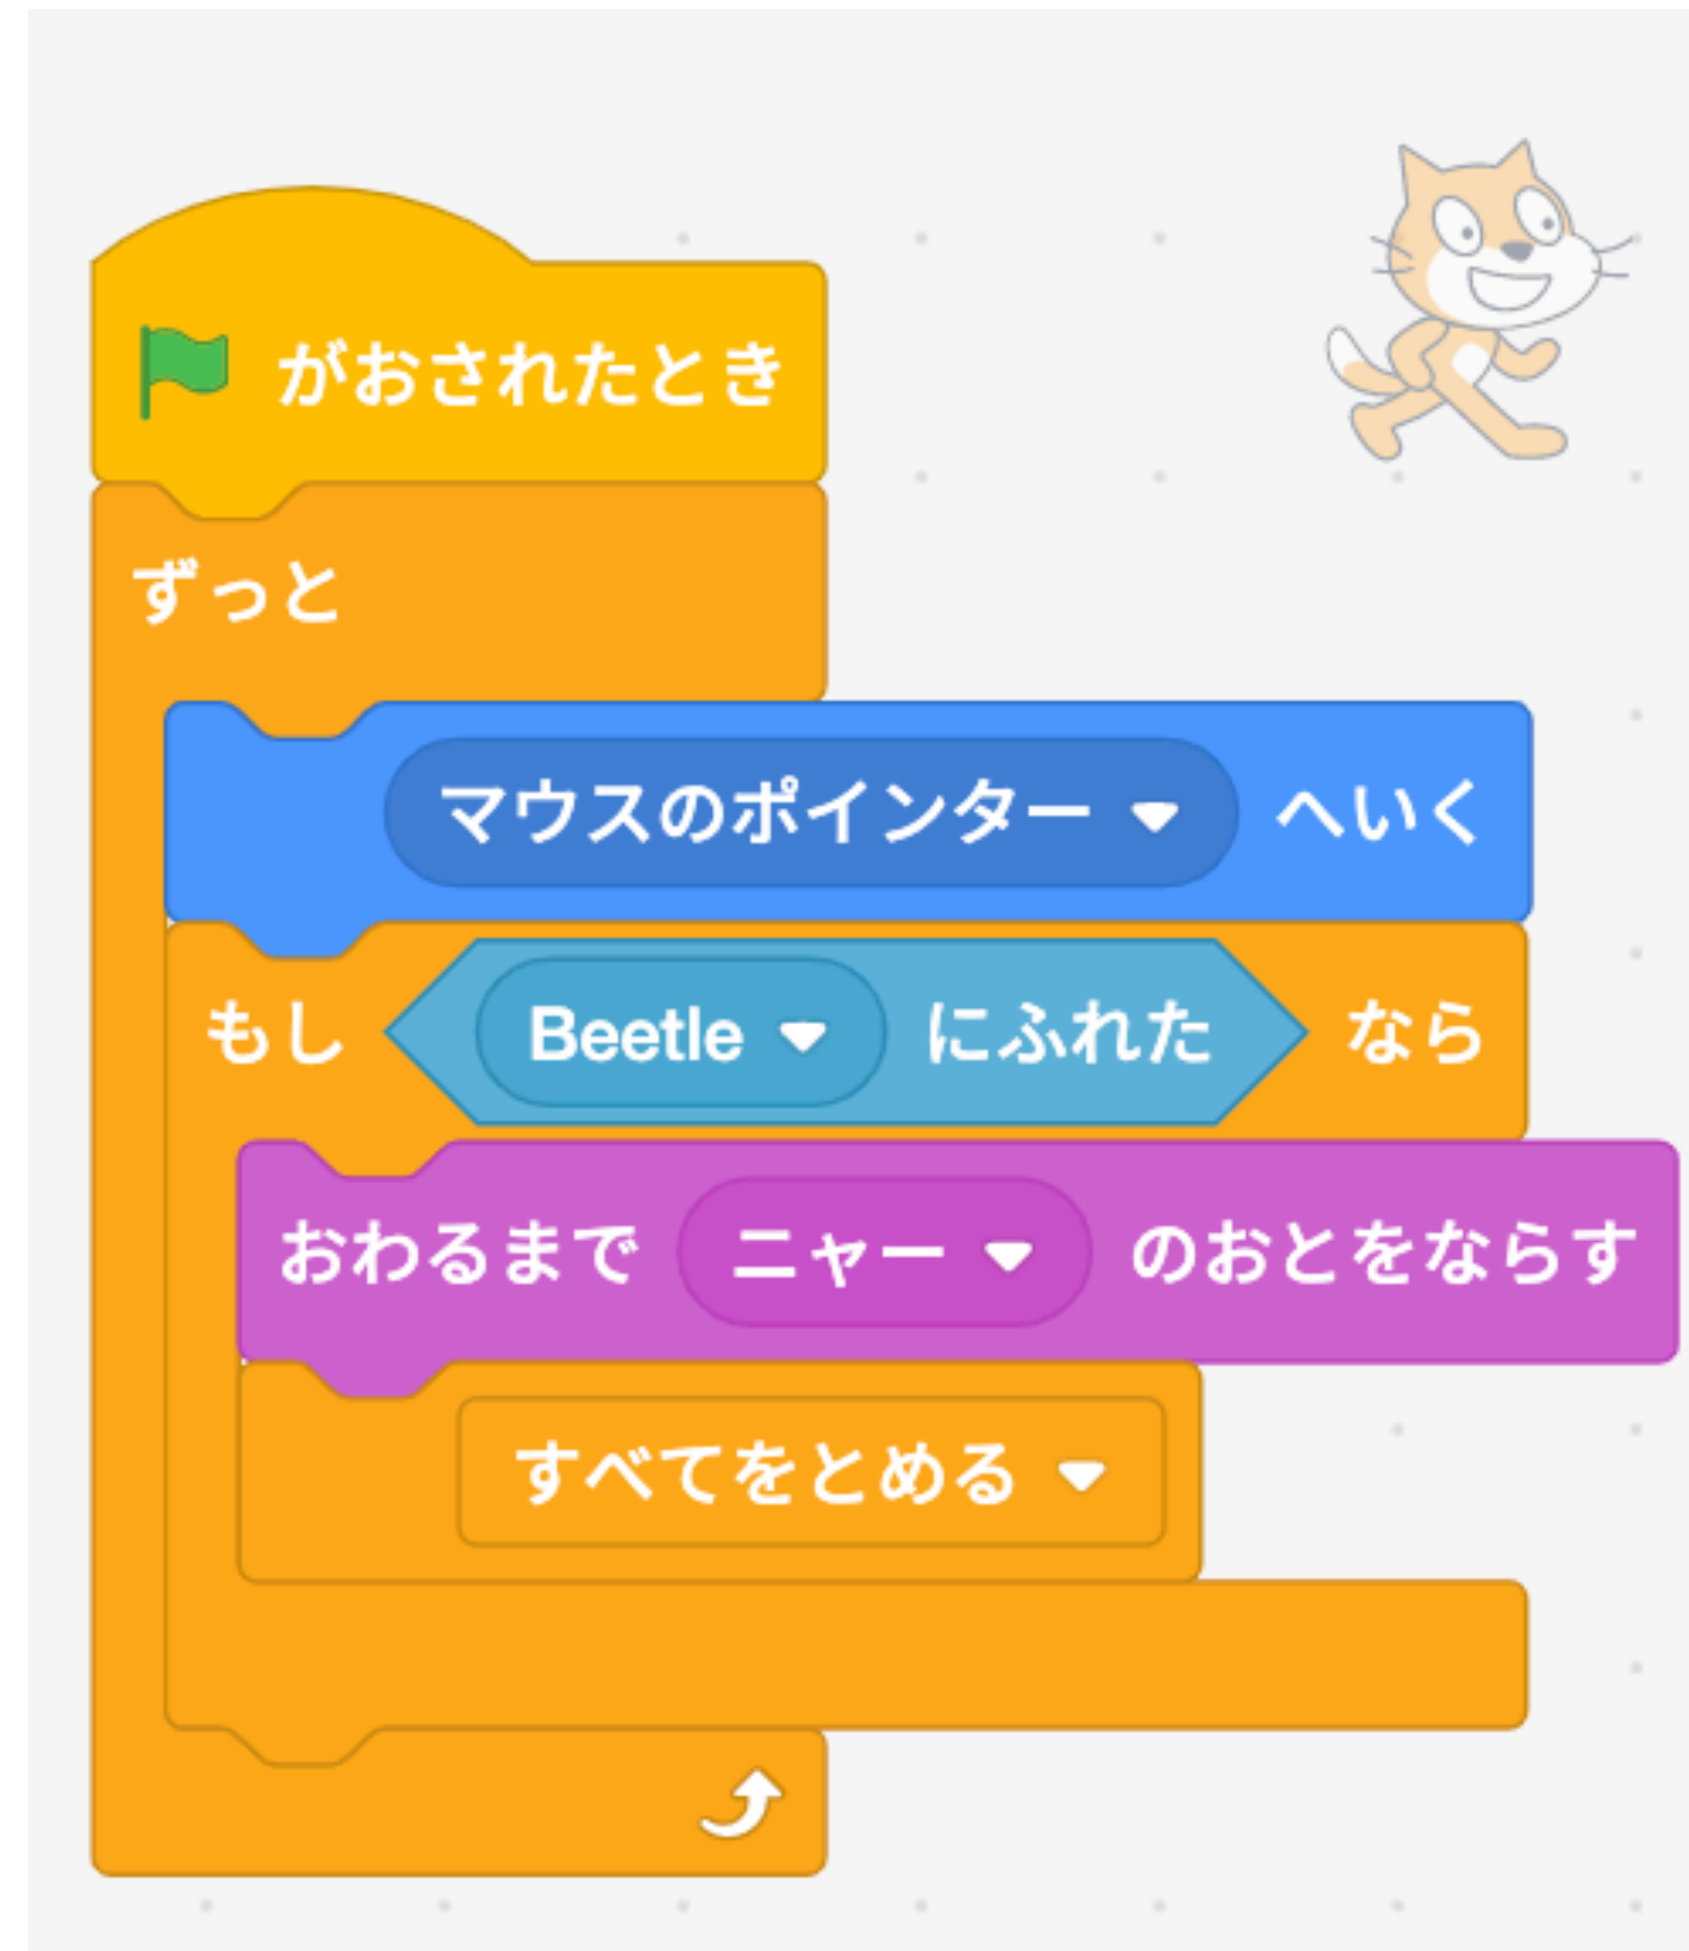 がおされたとき
ずっと
マウスのポインター へいく
もし Beetle にふれた なら
おわるまで ニャー のおとをならす
すべてをとめる